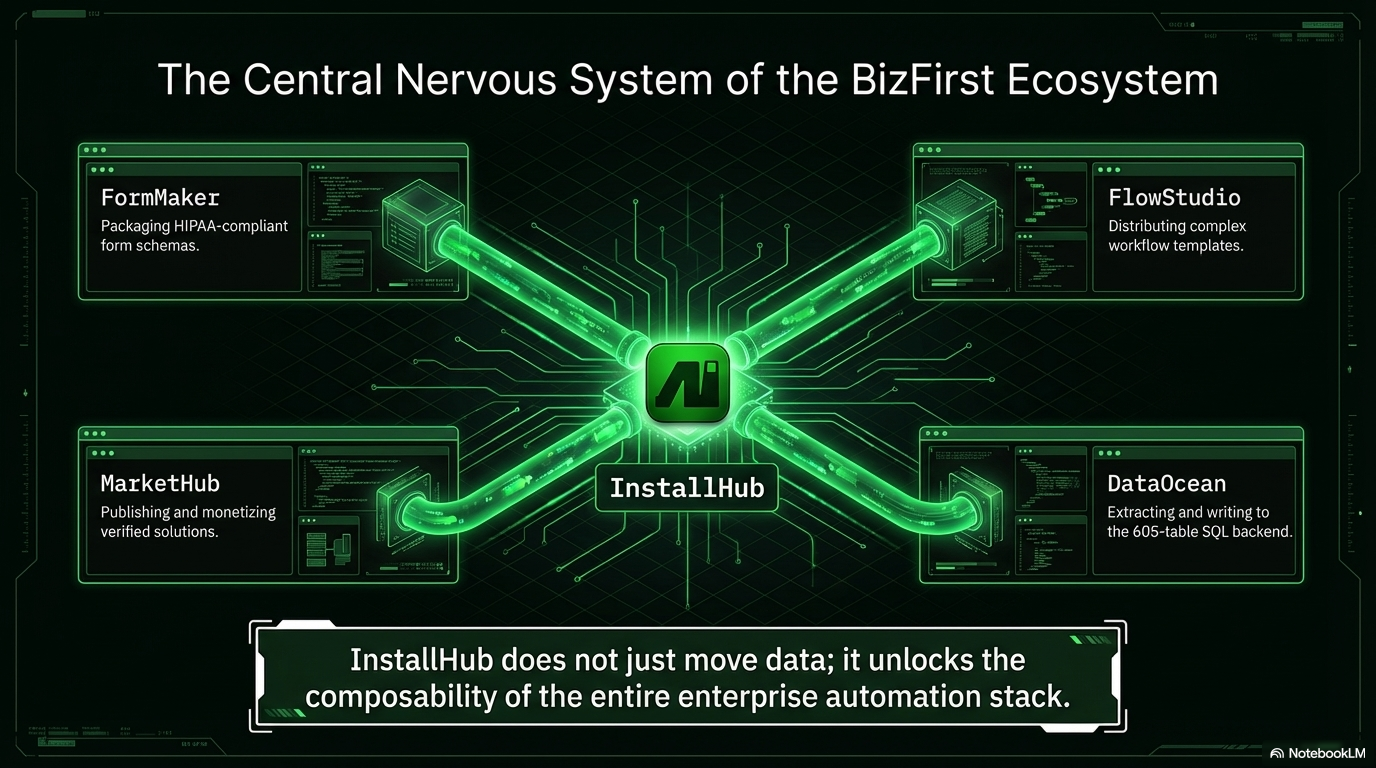 The Central Nervous System of the BizFirst Ecosystem
FormMaker
Packaging HIPAA-compliant
form schemas.
FlowStudio
Distributing complex
workflow templates.
Ai
InstallHub
MarketHub
Publishing and monetizing
verified solutions.
DataOcean
Extracting and writing to
the 605-table SQL backend.
InstallHub does not just move data; it unlocks the
composability of the entire enterprise automation stack.
NotebookLM